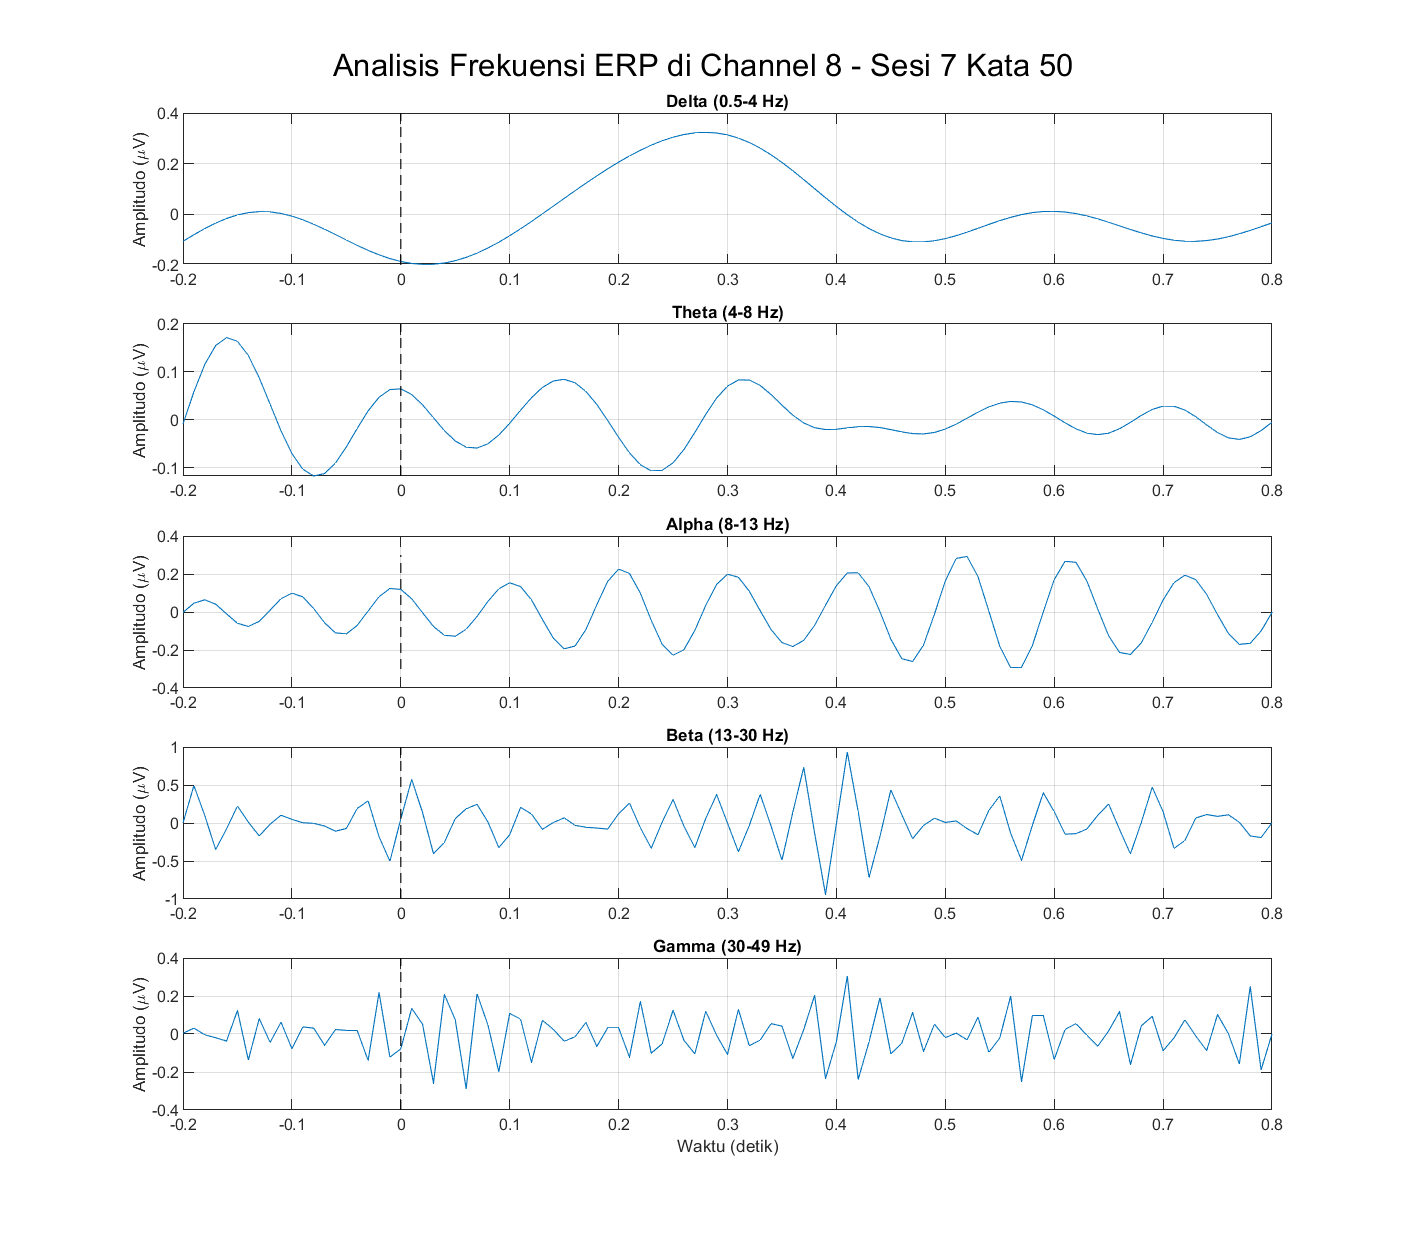 Analisis Frekuensi ERP di Channel 8 - Sesi 7 Kata 50
Delta (0.5-4 Hz)
Amplitudo (μV)
0.4
0.2
0
-0.2
-0.2 -0.1 0 0.1 0.2 0.3 0.4 0.5 0.6 0.7 0.8
Theta (4-8 Hz)
Amplitudo (μV)
0.2
0.1
0
-0.1
-0.2 -0.1 0 0.1 0.2 0.3 0.4 0.5 0.6 0.7 0.8
Alpha (8-13 Hz)
Amplitudo (μV)
0.4
0.2
0
-0.2
-0.4
-0.2 -0.1 0 0.1 0.2 0.3 0.4 0.5 0.6 0.7 0.8
Beta (13-30 Hz)
Amplitudo (μV)
1
0.5
0
-0.5
-1
-0.2 -0.1 0 0.1 0.2 0.3 0.4 0.5 0.6 0.7 0.8
Gamma (30-49 Hz)
Amplitudo (μV)
0.4
0.2
0
-0.2
-0.4
-0.2 -0.1 0 0.1 0.2 0.3 0.4 0.5 0.6 0.7 0.8
Waktu (detik)